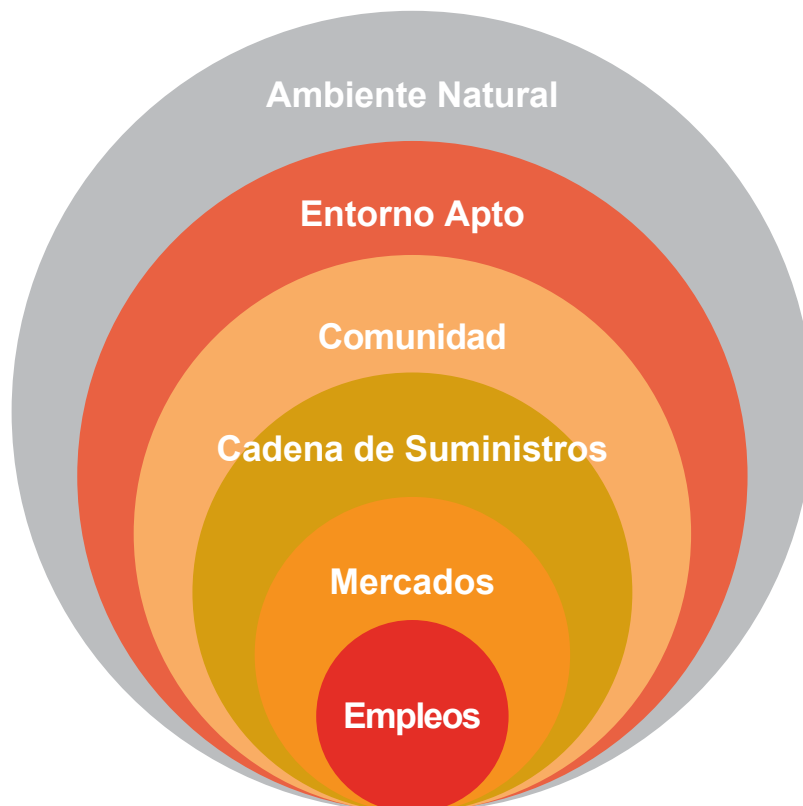 Ambiente Natural
Entorno Apto
Comunidad
Cadena de Suministros
Mercados
Empleos